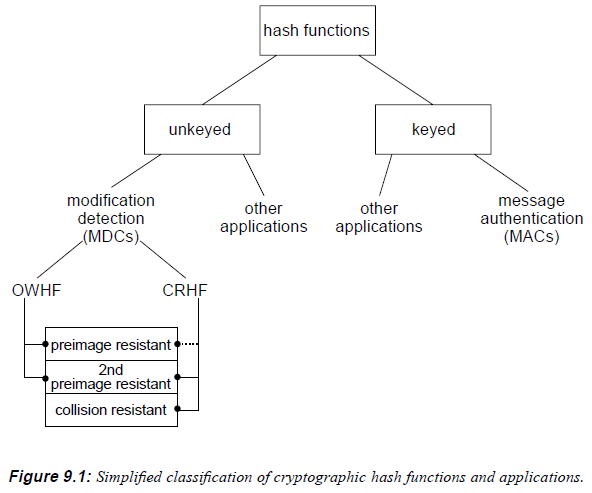 hash functions
unkeyed
keyed
modification
detection
(MDCs)
other
applications
other
applications
message
authentication
(MACs)
OWHF
CRHF
preimage resistant
2nd
preimage resistant
collision resistant
Figure 9.1: Simplified classification of cryptographic hash functions and applications.